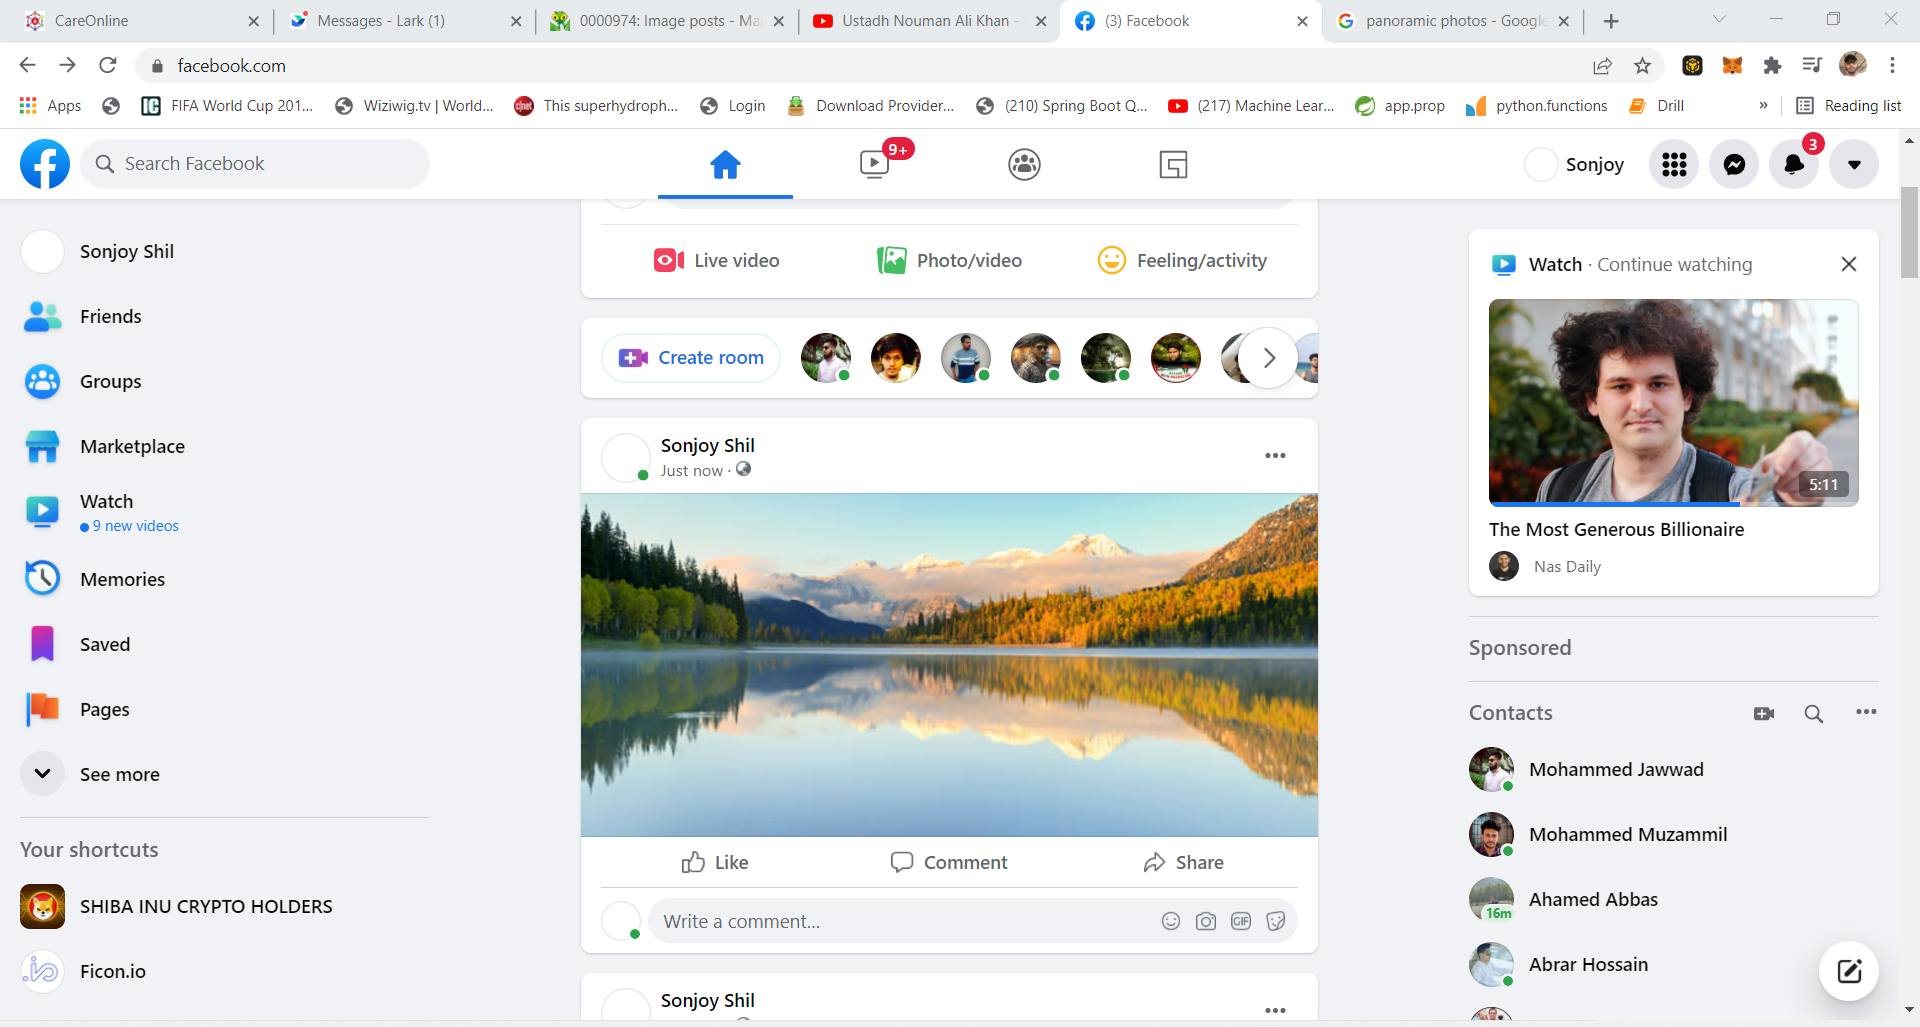 CareOnline
Messages - Lark (1)
0000974: Image posts - Ma
Ustadh Nouman Ali Khan -
(3) Facebook
panoramic photos - Google
facebook.com
Apps
FIFA World Cup 201...
Wiziwig.tv | World...
cnet
This superhydroph...
Login
Download Provider...
(210) Spring Boot Q...
(217) Machine Lear...
app.prop
python.functions
Drill
»
Reading list
Search Facebook
9+
Sonjoy
3
Sonjoy Shil
Friends
Groups
Marketplace
Watch
9 new videos
Memories
Saved
Pages
See more
Your shortcuts
SHIBA INU CRYPTO HOLDERS
Ficon.io
Live video
Photo/video
Feeling/activity
Create room
Sonjoy Shil
Just now ·
Like
Comment
Share
Write a comment...
GIF
Sonjoy Shil
Watch · Continue watching
5:11
The Most Generous Billionaire
Nas Daily
Sponsored
Contacts
Mohammed Jawwad
Mohammed Muzammil
16m
Ahamed Abbas
Abrar Hossain